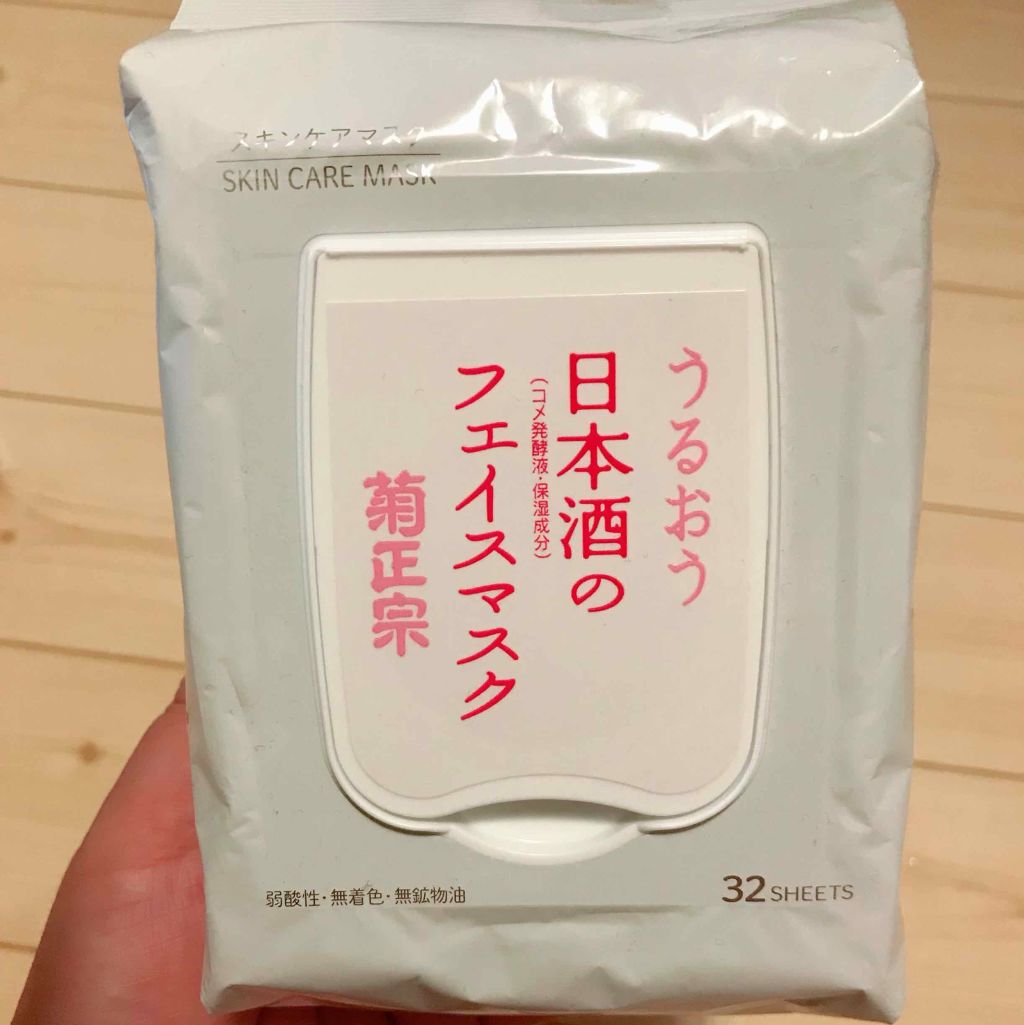 スキンケアマスク
SKIN CARE MASK
うるおう
日本酒の
(コメ発酵液・保湿成分)
フェイスマスク
菊正宗
弱酸性・無着色・無鉱物油
32 SHEETS